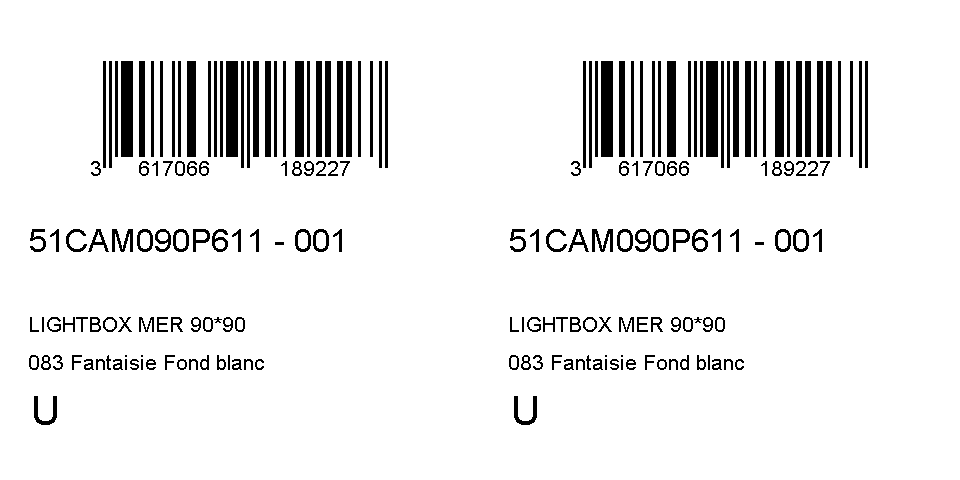 3 617066 189227
51CAM090P611 - 001
LIGHTBOX MER 90*90
083 Fantaisie Fond blanc
U
3 617066 189227
51CAM090P611 - 001
LIGHTBOX MER 90*90
083 Fantaisie Fond blanc
U